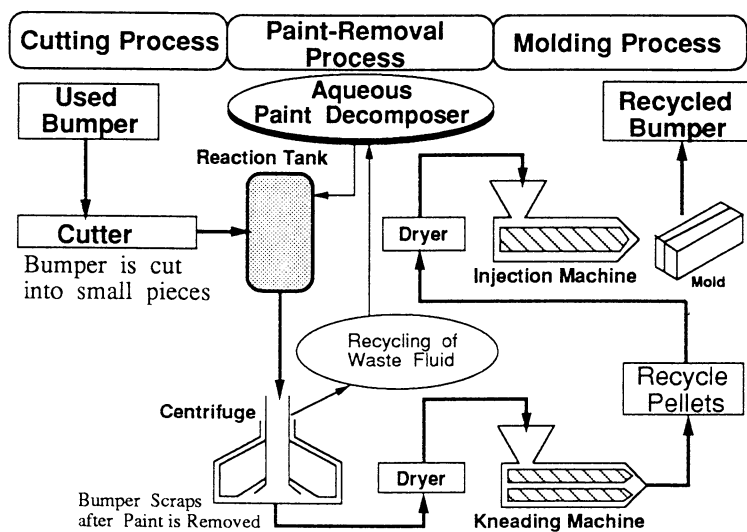 Cutting Process
Paint-Removal
Process
Molding Process
Used
Bumper
Aqueous
Paint Decomposer
Recycled
Bumper
Reaction Tank
Cutter
Bumper is cut
into small pieces
Dryer
Injection Machine
Mold
Recycling of
Waste Fluid
Recycle
Pellets
Centrifuge
Dryer
Bumper Scraps
after Paint is Removed
Kneading Machine